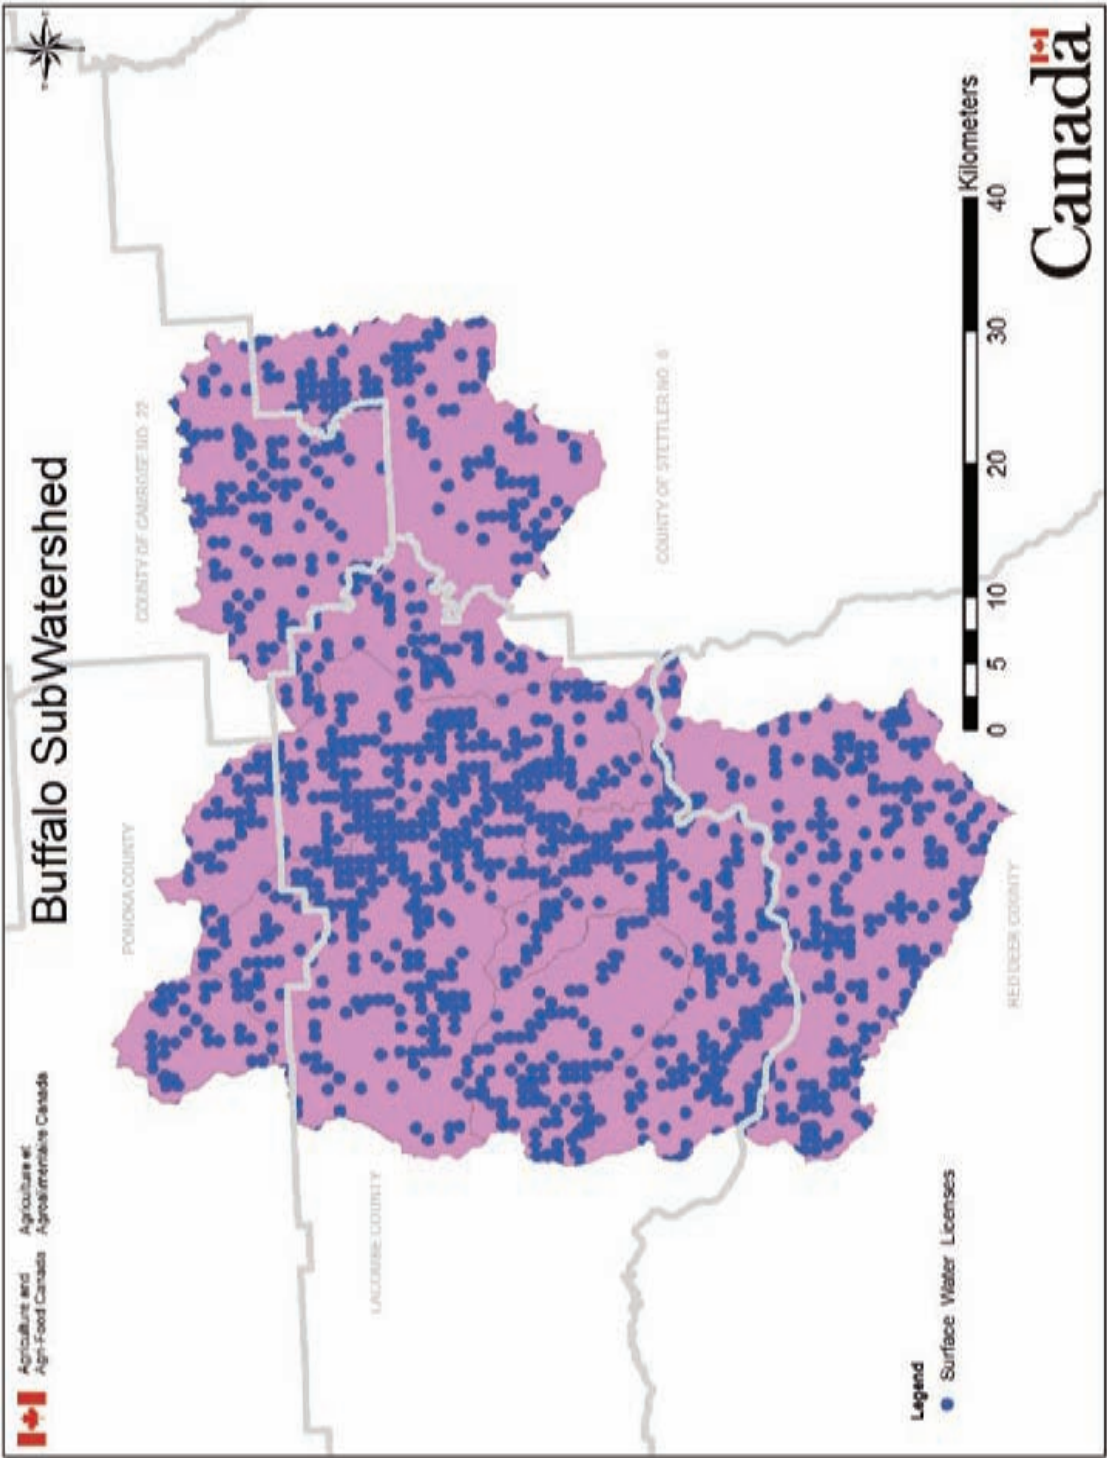 Agriculture and
Agri-Food Canada
Agriculture et
Agroalimentaire Canada
Buffalo SubWatershed
PONOKA COUNTY
COUNTY OF CAMROSE NO. 22
LACOMBE COUNTY
COUNTY OF STETTLER NO. 6
RED DEER COUNTY
Legend
Surface Water Licenses
0 5 10 20 30 40
Kilometers
Canada